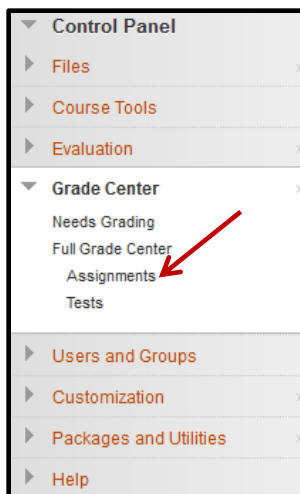 Control Panel
Files
Course Tools
Evaluation
Grade Center
Needs Grading
Full Grade Center
Assignments
Tests
Users and Groups
Customization
Packages and Utilities
Help